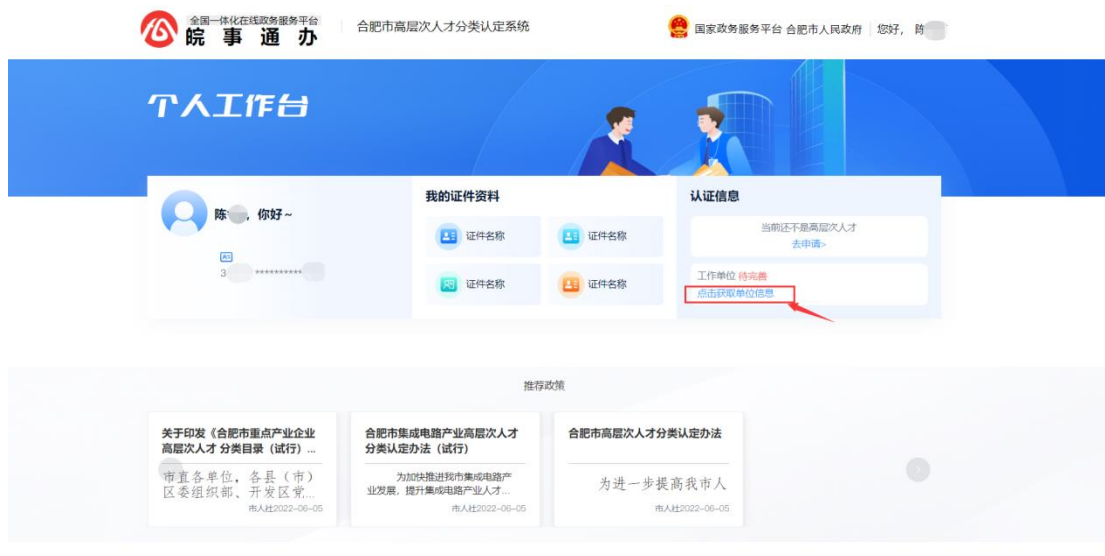 全国一体化在线政务服务平台
皖事通办
合肥市高层次人才分类认定系统
国家政务服务平台 合肥市人民政府 您好， 陈
个人工作台
陈 ，你好~
3 **********
我的证件资料
证件名称
证件名称
证件名称
证件名称
认证信息
当前还不是高层次人才
去申请>
工作单位 待完善
点击获取单位信息
推荐政策
关于印发《合肥市重点产业企业
高层次人才 分类目录（试行）...
市直各单位，各县（市）
区委组织部、开发区党...
市人社2022-06-05
合肥市集成电路产业高层次人才
分类认定办法（试行）
为加快推进我市集成电路产
业发展，提升集成电路产业人才...
市人社2022-06-05
合肥市高层次人才分类认定办法
为进一步提高我市人
市人社2022-06-05